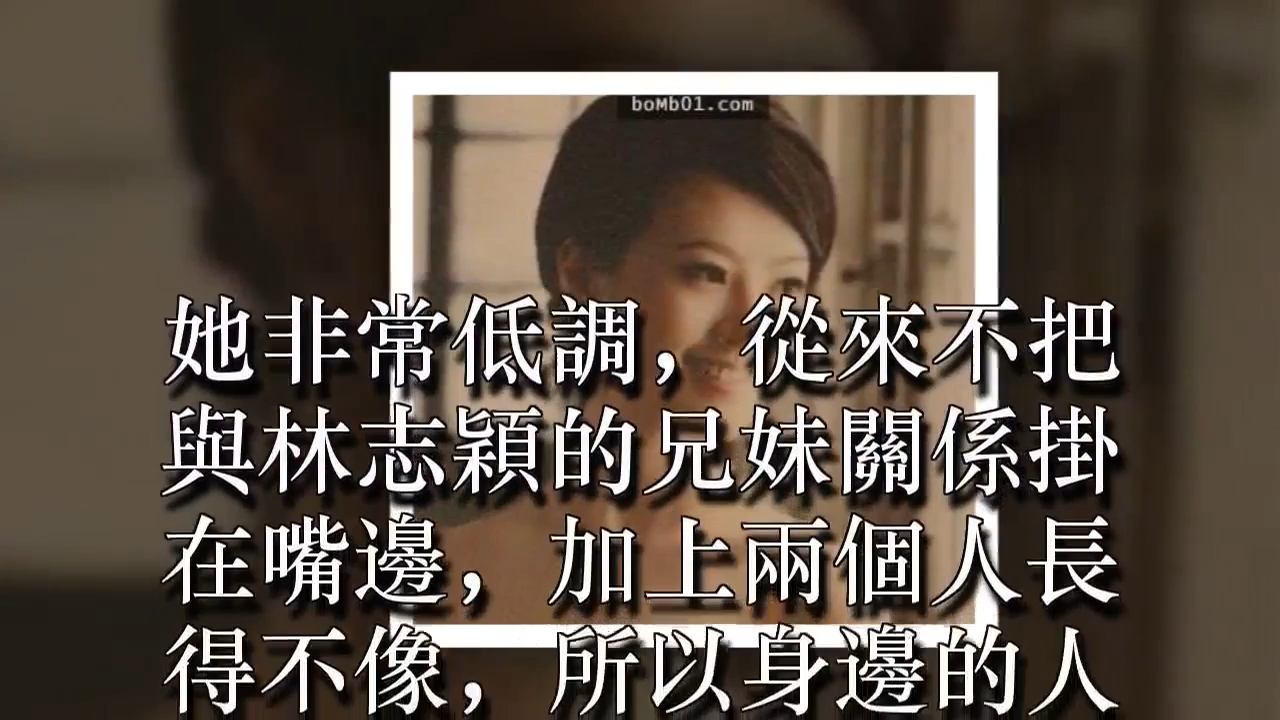 boMb01.com
她非常低調，從來不把
與林志穎的兄妹關係掛
在嘴邊，加上兩個人長
得不像，所以身邊的人